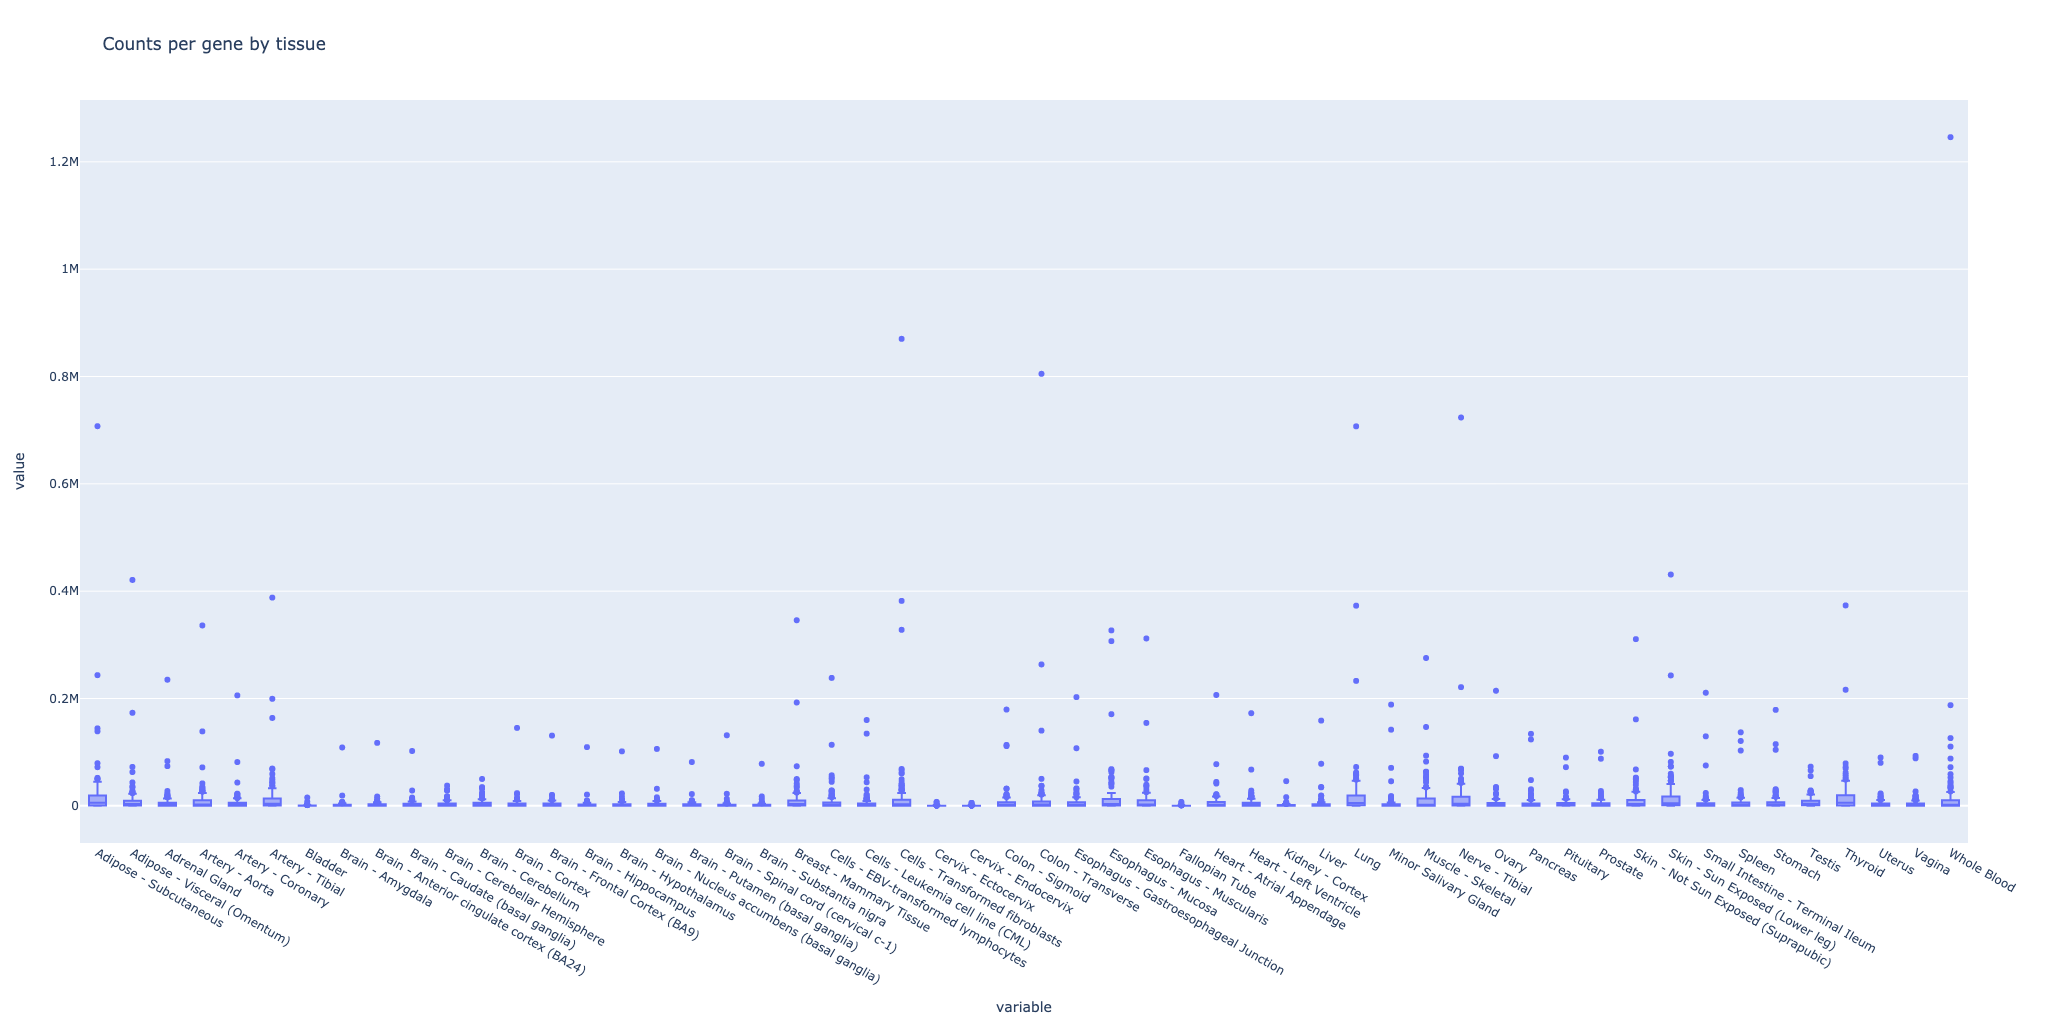 Counts per gene by tissue
1.2M
1M
0.8M
0.6M
0.4M
0.2M
0
value
Adipose - Subcutaneous
Adipose - Visceral (Omentum)
Adrenal Gland
Artery - Aorta
Artery - Coronary
Artery - Tibial
Bladder
Brain - Amygdala
Brain - Anterior cingulate cortex (BA24)
Brain - Caudate (basal ganglia)
Brain - Cerebellar Hemisphere
Brain - Cerebellum
Brain - Cortex
Brain - Frontal Cortex (BA9)
Brain - Hippocampus
Brain - Hypothalamus
Brain - Nucleus accumbens (basal ganglia)
Brain - Putamen (basal ganglia)
Brain - Spinal cord (cervical c-1)
Brain - Substantia nigra
Breast - Mammary Tissue
Cells - EBV-transformed lymphocytes
Cells - Leukemia cell line (CML)
Cells - Transformed fibroblasts
Cervix - Ectocervix
Cervix - Endocervix
Colon - Sigmoid
Colon - Transverse
Esophagus - Gastroesophageal Junction
Esophagus - Mucosa
Esophagus - Muscularis
Fallopian Tube
Heart - Atrial Appendage
Heart - Left Ventricle
Kidney - Cortex
Liver
Lung
Minor Salivary Gland
Muscle - Skeletal
Nerve - Tibial
Ovary
Pancreas
Pituitary
Prostate
Skin - Not Sun Exposed (Suprapubic)
Skin - Sun Exposed (Lower leg)
Small Intestine - Terminal Ileum
Spleen
Stomach
Testis
Thyroid
Uterus
Vagina
Whole Blood
variable